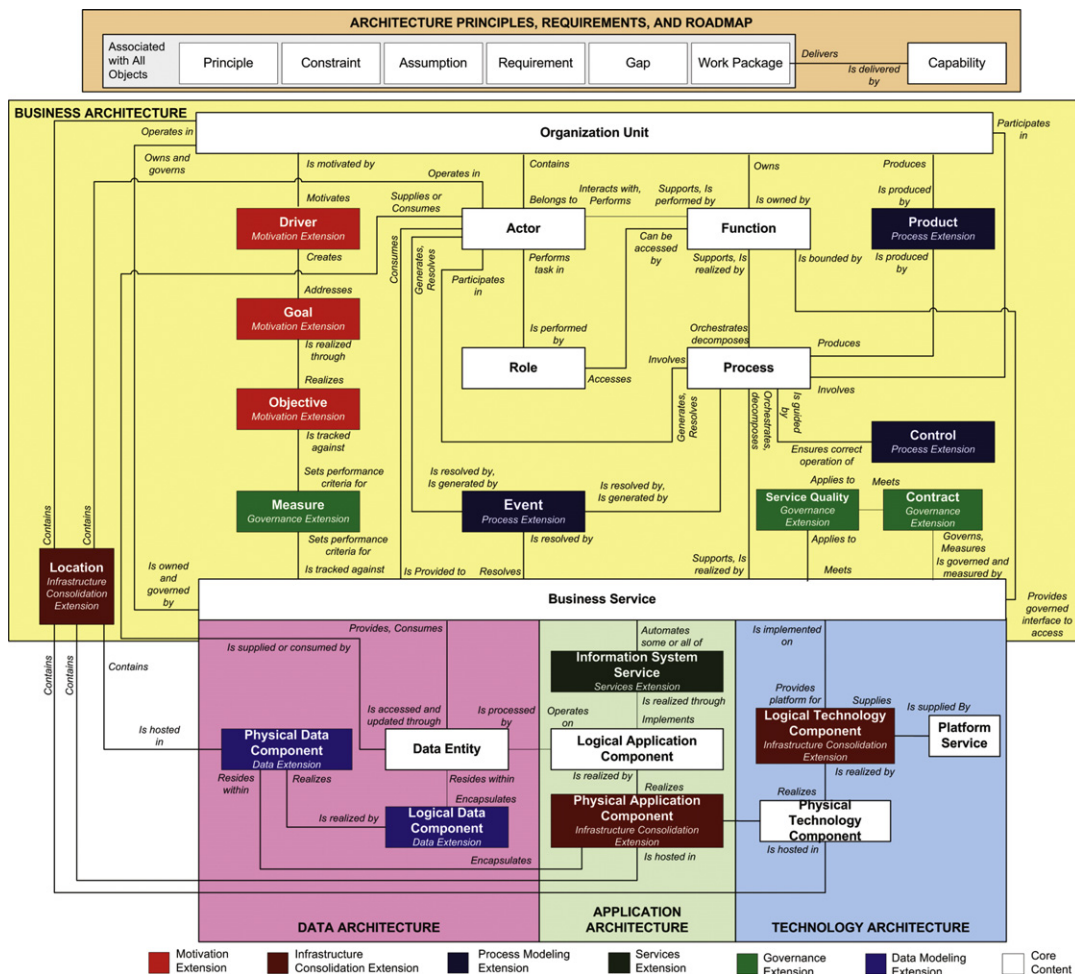 ARCHITECTURE PRINCIPLES, REQUIREMENTS, AND ROADMAP
Associated
with All
Objects
Principle
Constraint
Assumption
Requirement
Gap
Work Package
Delivers
Is delivered
by
Capability
BUSINESS ARCHITECTURE
Operates in
Organization Unit
Participates
in
Owns and
governs
Is motivated by
Contains
Owns
Produces
Operates in
Motivates
Supplies or
Consumes
Belongs to
Interacts with,
Performs
Supports, Is
performed by
Is owned by
Is produced
by
Driver
Motivation Extension
Actor
Function
Product
Process Extension
Creates
Consumes
Generates,
Resolves
Participates
in
Performs
task in
Can be
accessed
by
Supports, Is
realized by
Is bounded by
Is produced
by
Addresses
Goal
Motivation Extension
Is realized
through
Is performed
by
Orchestrates
decomposes
Produces
Role
Accesses
Involves
Process
Involves
Realizes
Objective
Motivation Extension
Is tracked
against
Generates,
Resolves
Orchestrates,
decomposes
Is guided
by
Control
Process Extension
Ensures correct
operation of
Sets performance
criteria for
Is resolved by,
Is generated by
Is resolved by,
Is generated by
Applies to
Meets
Measure
Governance Extension
Event
Process Extension
Service Quality
Governance
Extension
Contract
Governance
Extension
Sets performance
criteria for
Is resolved by
Applies to
Governs,
Measures
Contains
Contains
Location
Infrastructure
Consolidation
Extension
Is owned
and
governed
by
Is tracked against
Is Provided to
Resolves
Supports, Is
realized by
Meets
Is governed and
measured by
Business Service
Provides
governed
interface to
access
Contains
Contains
Contains
Is supplied or consumed by
Provides, Consumes
Automates
some or all of
Is implemented
on
Information System
Service
Services Extension
Is hosted
in
Is accessed and
updated through
Is processed
by
Operates
on
Is realized through
Implements
Provides
platform for
Supplies
Is supplied By
Physical Data
Component
Data Extension
Data Entity
Logical Application
Component
Logical Technology
Component
Infrastructure Consolidation
Extension
Platform
Service
Resides
within
Realizes
Resides within
Is realized by
Is realized by
Encapsulates
Realizes
Realizes
Is realized by
Logical Data
Component
Data Extension
Physical Application
Component
Infrastructure Consolidation
Extension
Physical
Technology
Component
Encapsulates
Is hosted in
Is hosted in
DATA ARCHITECTURE
APPLICATION
ARCHITECTURE
TECHNOLOGY ARCHITECTURE
Motivation
Extension
Infrastructure
Consolidation Extension
Process Modeling
Extension
Services
Extension
Governance
Extension
Data Modeling
Extension
Core
Content